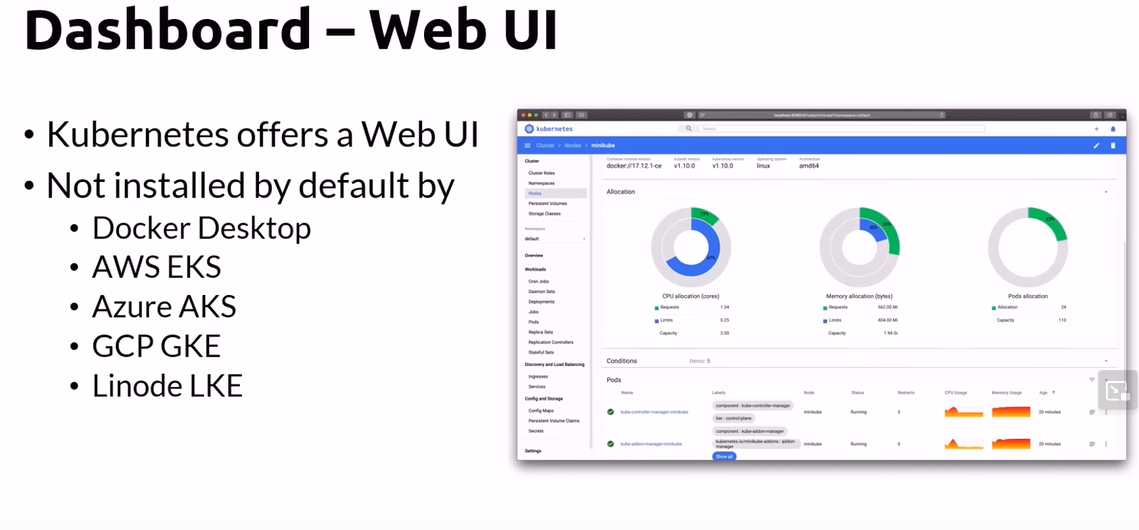 Dashboard – Web UI
• Kubernetes offers a Web UI
• Not installed by default by
• Docker Desktop
• AWS EKS
• Azure AKS
• GCP GKE
• Linode LKE
kubernetes
Search
Cluster > Nodes > minikube
Cluster
Cluster Roles
Namespaces
Nodes
Persistent Volumes
Storage Classes
Namespace
default
Overview
Workloads
Cron Jobs
Daemon Sets
Deployments
Jobs
Pods
Replica Sets
Replication Controllers
Stateful Sets
Discovery and Load Balancing
Ingresses
Services
Config and Storage
Config Maps
Persistent Volume Claims
Secrets
Settings
Container runtime version Kubelet version Kube-proxy version Operating system Architecture
docker://17.12.1-ce v1.10.0 v1.10.0 linux amd64
Allocation
CPU allocation (cores)
Requests 1.34
Limits 0.25
Capacity 2.00
Memory allocation (bytes)
Requests 562.00 Mi
Limits 404.00 Mi
Capacity 1.94 Gi
Pods allocation
Allocation 24
Capacity 110
Conditions Items: 5
Pods
Name Labels Node Status Restarts CPU Usage Memory Usage Age
kube-controller-manager-minikube component : kube-controller-manager tier : control-plane minikube Running 0 20 minutes
kube-addon-manager-minikube component : kube-addon-manager kubernetes.io/minikube-addons : addon-manager minikube Running 0 20 minutes
Show all